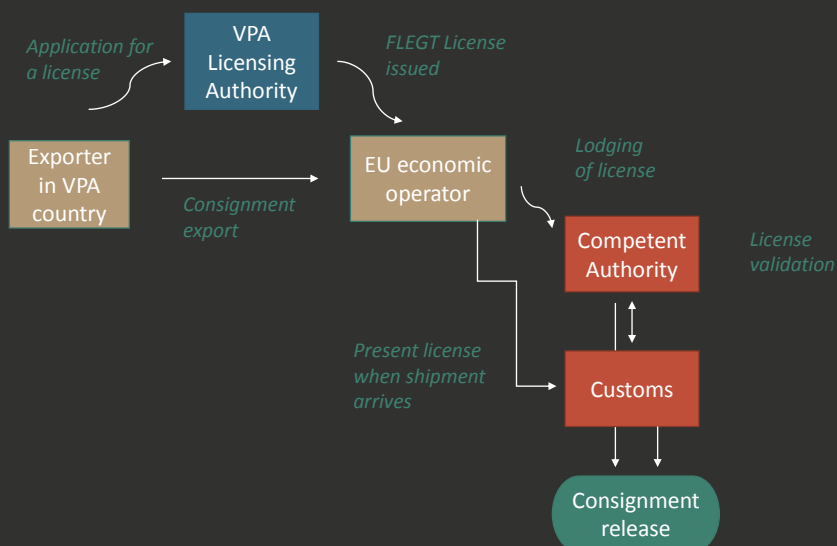 VPA
Licensing
Authority
Application for
a license
FLEGT License
issued
Exporter
in VPA
country
Consignment
export
EU economic
operator
Lodging
of license
Competent
Authority
License
validation
Present license
when shipment
arrives
Customs
Consignment
release